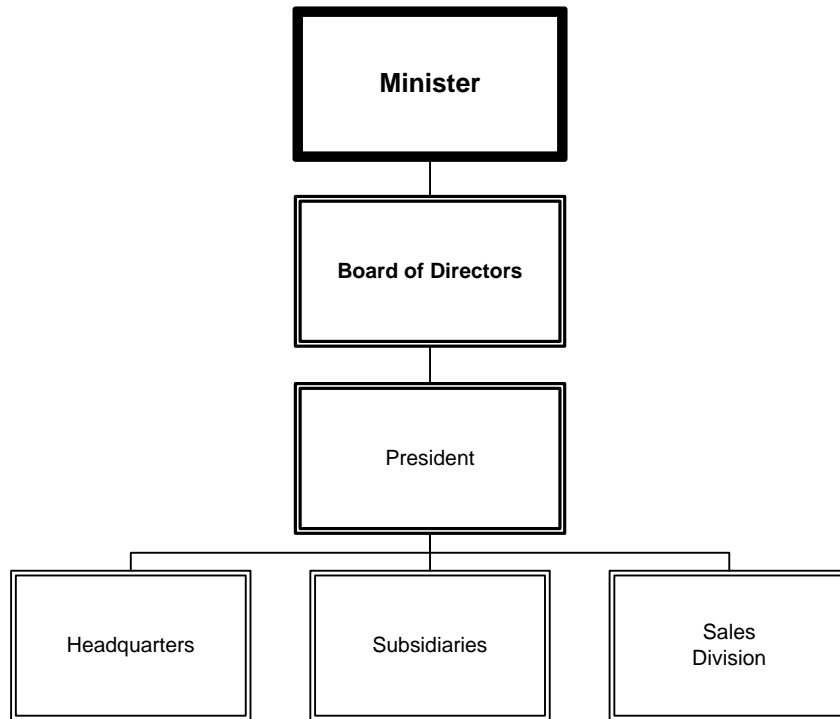 Minister
Board of Directors
President
Headquarters
Subsidiaries
Sales
Division